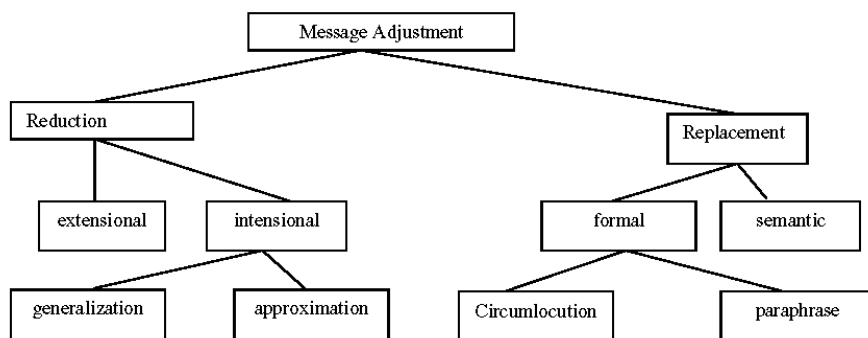 Message Adjustment
Reduction
Replacement
extensional
intensional
formal
semantic
generalization
approximation
Circumlocution
paraphrase